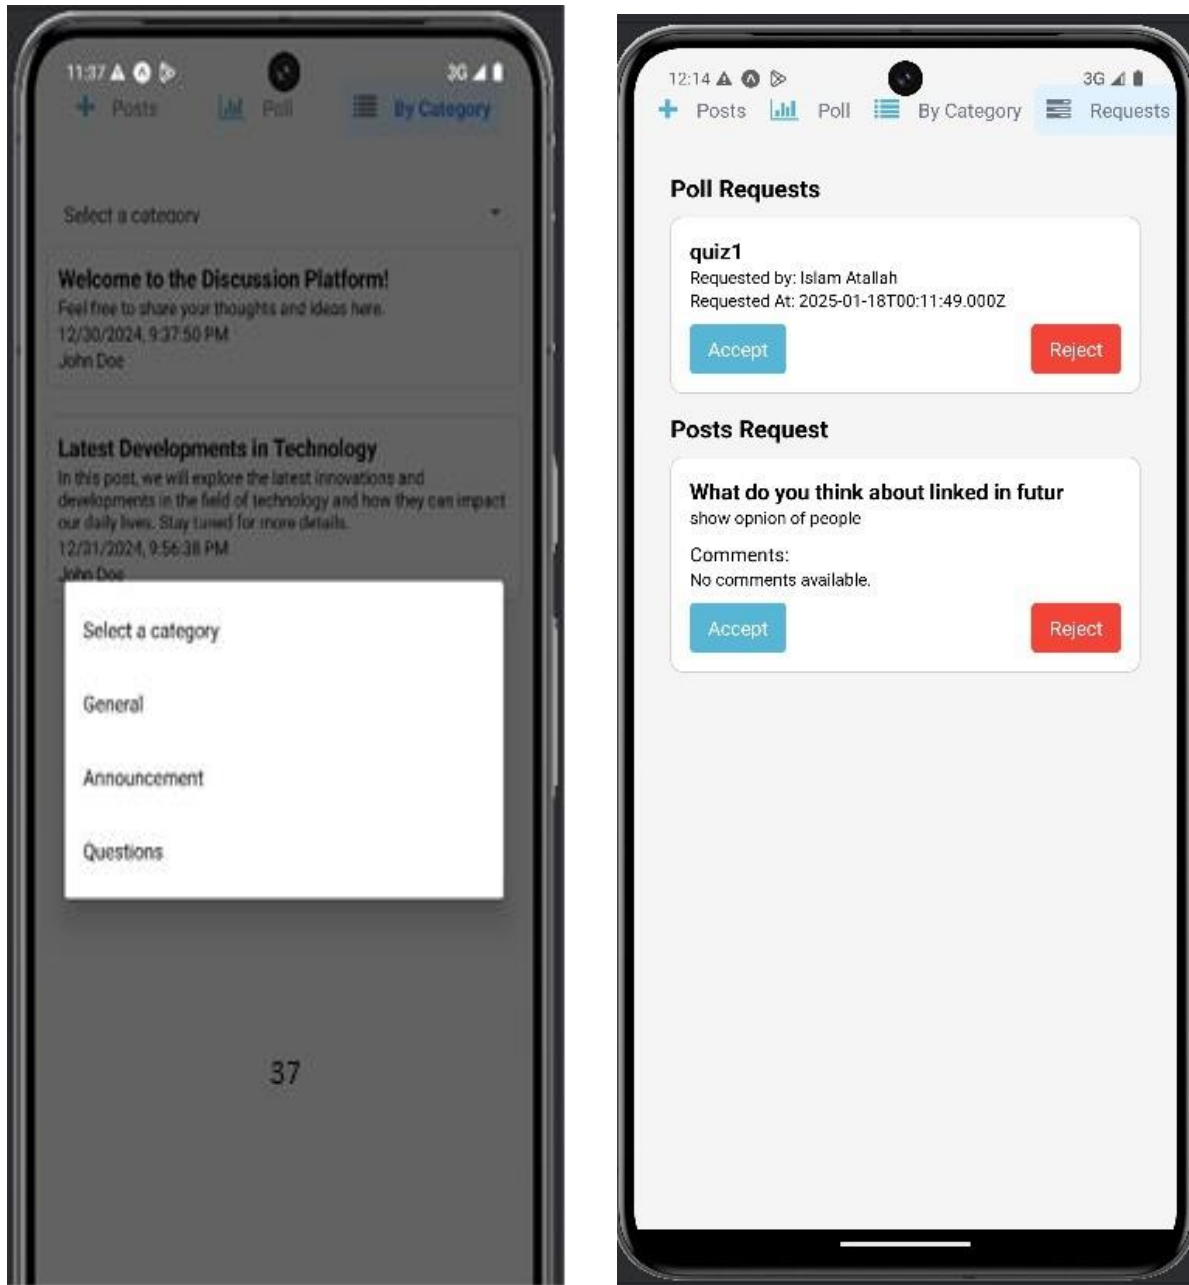 11:37 3G
Posts Poll By Category
Select a category
Welcome to the Discussion Platform!
Feel free to share your thoughts and ideas here.
12/30/2024, 9:37:50 PM
John Doe
Latest Developments in Technology
In this post, we will explore the latest innovations and
developments in the field of technology and how they can impact
our daily lives. Stay tuned for more details.
12/31/2024, 9:56:38 PM
John Doe
Select a category
General
Announcement
Questions
37
12:14 3G
Posts Poll By Category Requests
Poll Requests
quiz1
Requested by: Islam Atallah
Requested At: 2025-01-18T00:11:49.000Z
Accept Reject
Posts Request
What do you think about linked in futur
show opnion of people
Comments:
No comments available.
Accept Reject